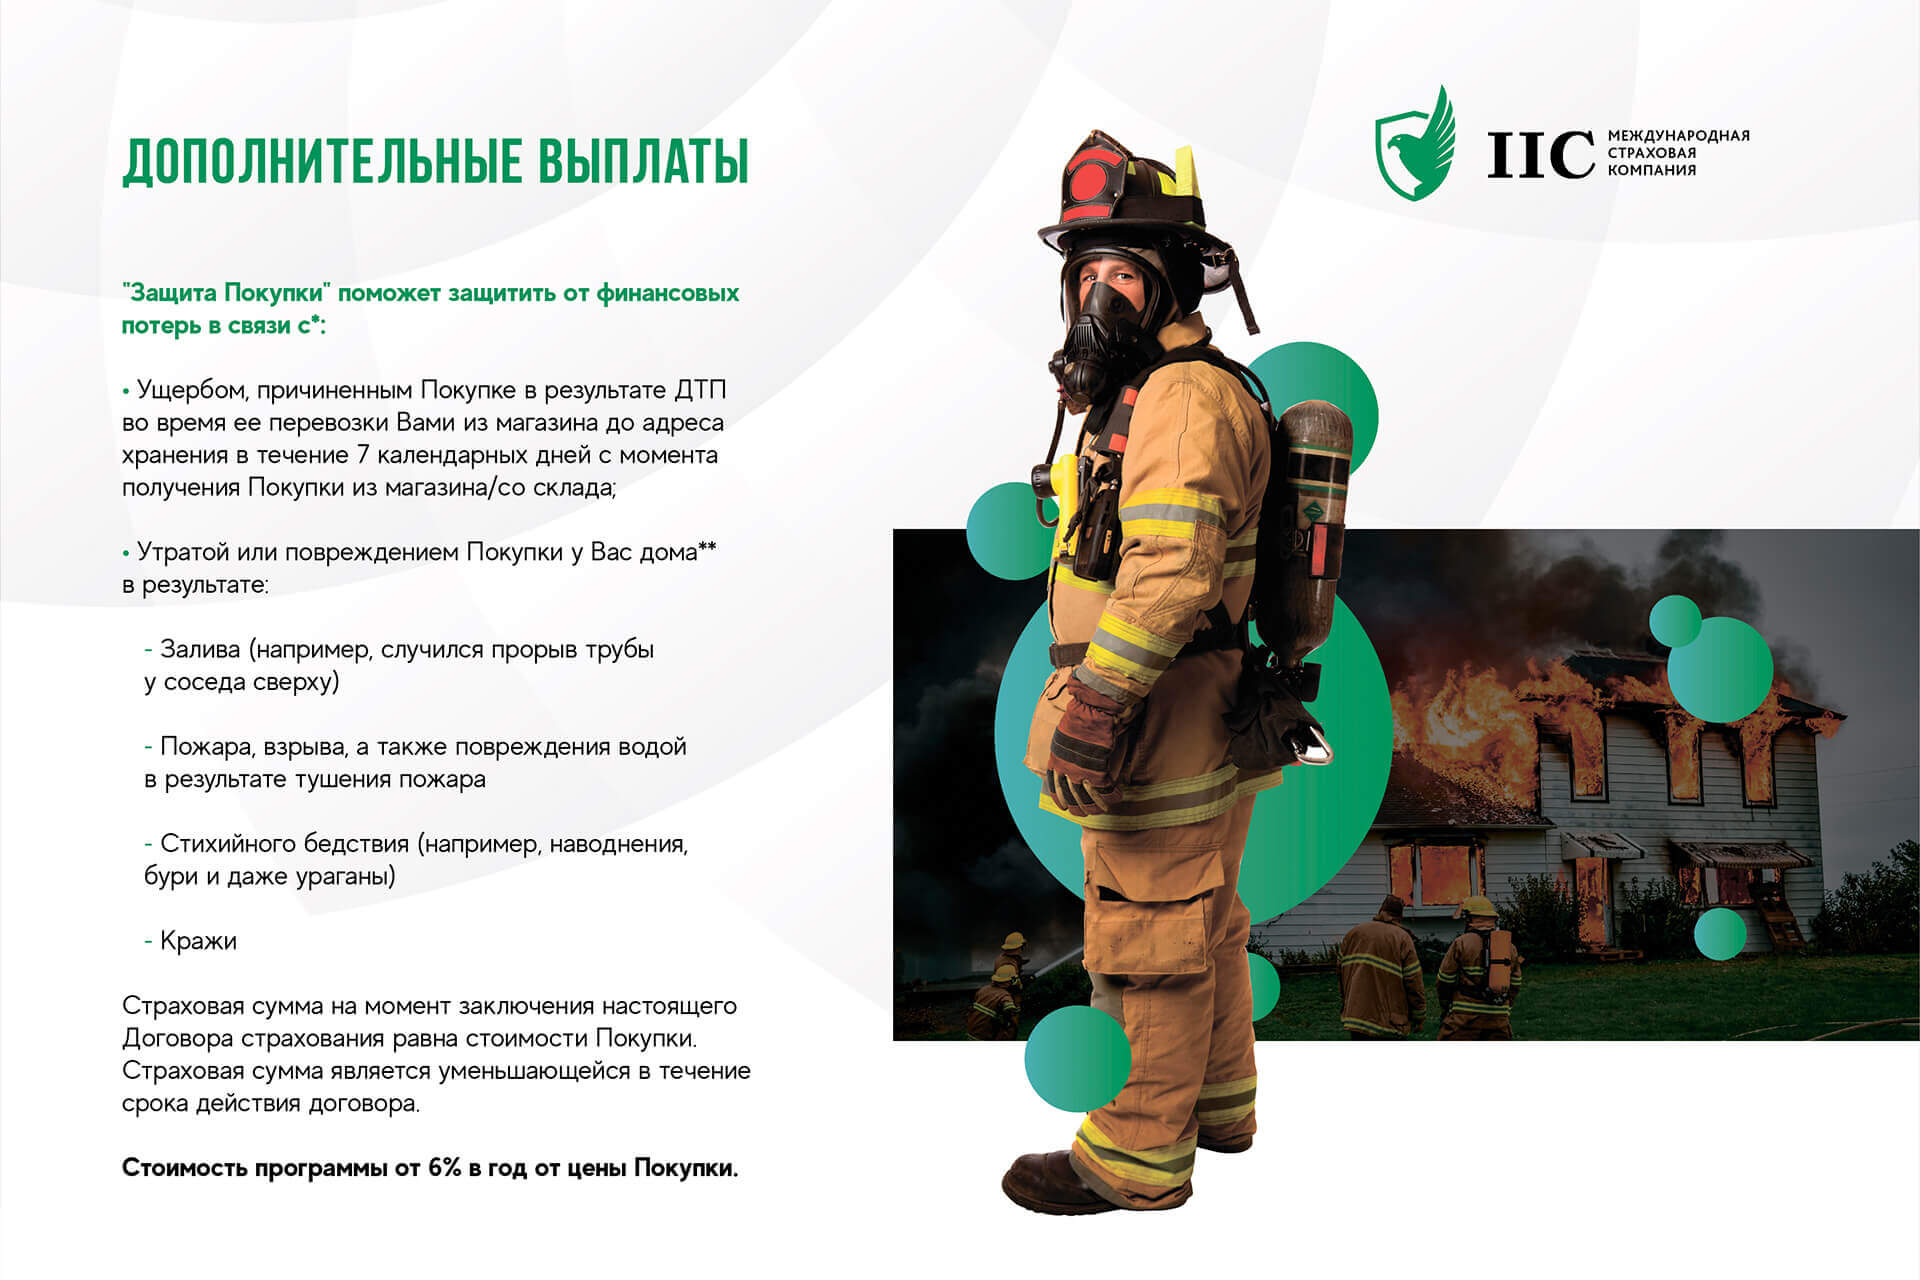 ДОПОЛНИТЕЛЬНЫЕ ВЫПЛАТЫ
IIC
МЕЖДУНАРОДНАЯ
СТРАХОВАЯ
КОМПАНИЯ
"Защита Покупки" поможет защитить от финансовых
потерь в связи с*:
• Ущербом, причиненным Покупке в результате ДТП
во время ее перевозки Вами из магазина до адреса
хранения в течение 7 календарных дней с момента
получения Покупки из магазина/со склада;
• Утратой или повреждением Покупки у Вас дома**
в результате:
- Залива (например, случился прорыв трубы
у соседа сверху)
- Пожара, взрыва, а также повреждения водой
в результате тушения пожара
- Стихийного бедствия (например, наводнения,
бури и даже ураганы)
- Кражи
Страховая сумма на момент заключения настоящего
Договора страхования равна стоимости Покупки.
Страховая сумма является уменьшающейся в течение
срока действия договора.
Стоимость программы от 6% в год от цены Покупки.